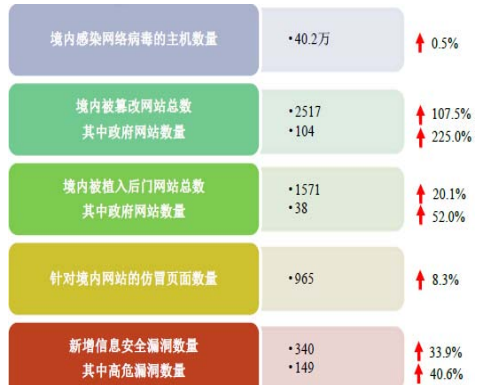 境内感染网络病毒的主机数量 •40.2万 0.5%
境内被篡改网站总数 •2517 107.5%
其中政府网站数量 •104 225.0%
境内被植入后门网站总数 •1571 20.1%
其中政府网站数量 •38 52.0%
针对境内网站的仿冒页面数量 •965 8.3%
新增信息安全漏洞数量 •340 33.9%
其中高危漏洞数量 •149 40.6%